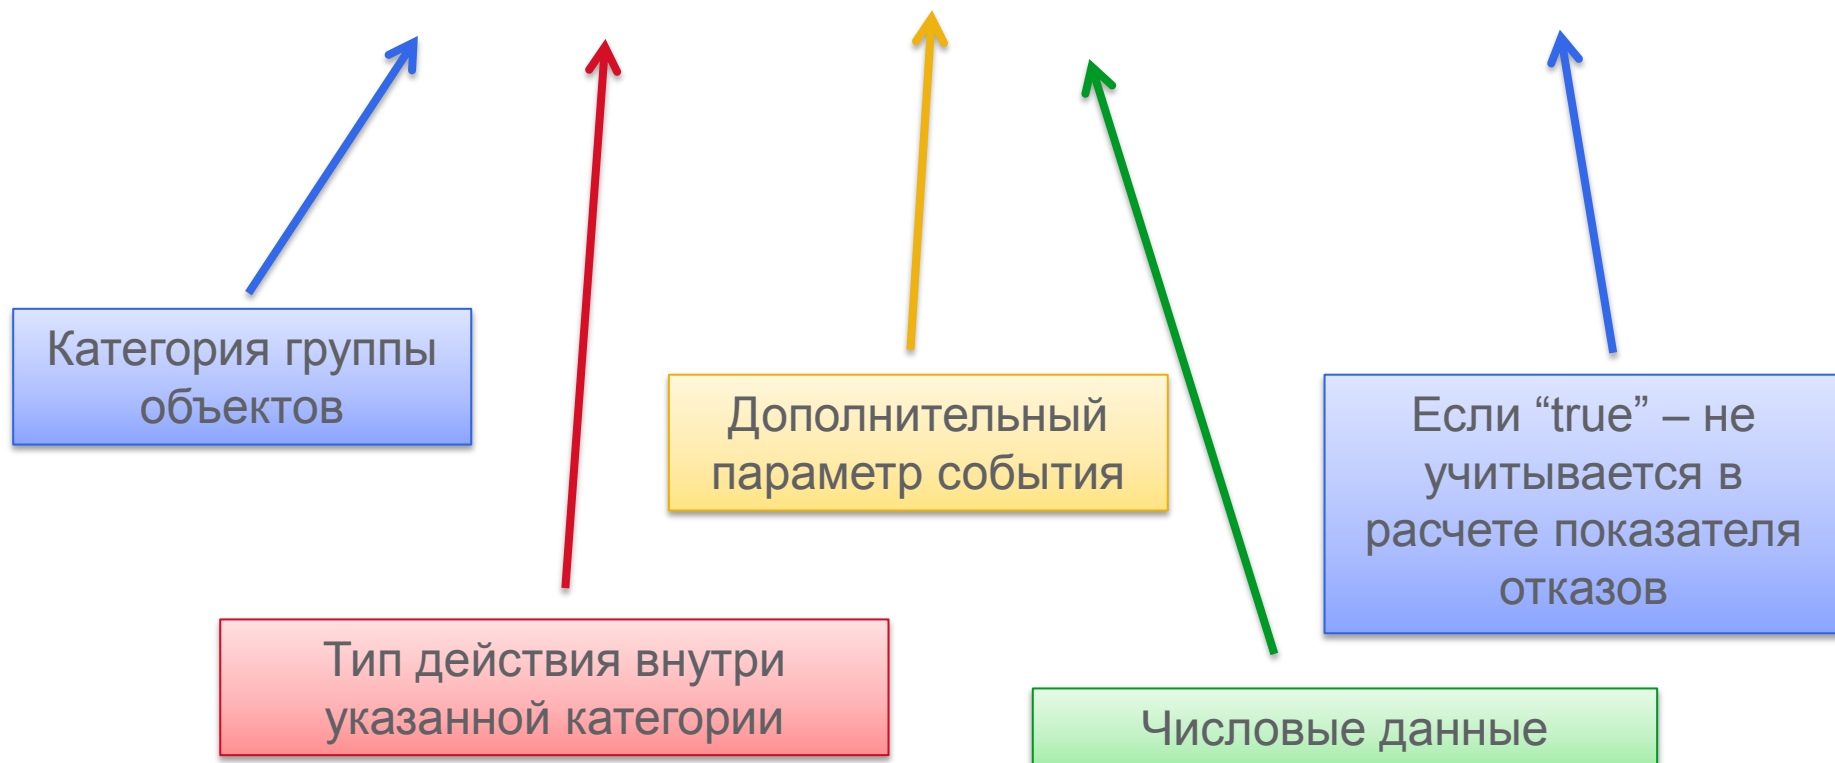 Категория группы
объектов
Дополнительный
параметр события
Если “true” – не
учитывается в
расчете показателя
отказов
Тип действия внутри
указанной категории
Числовые данные